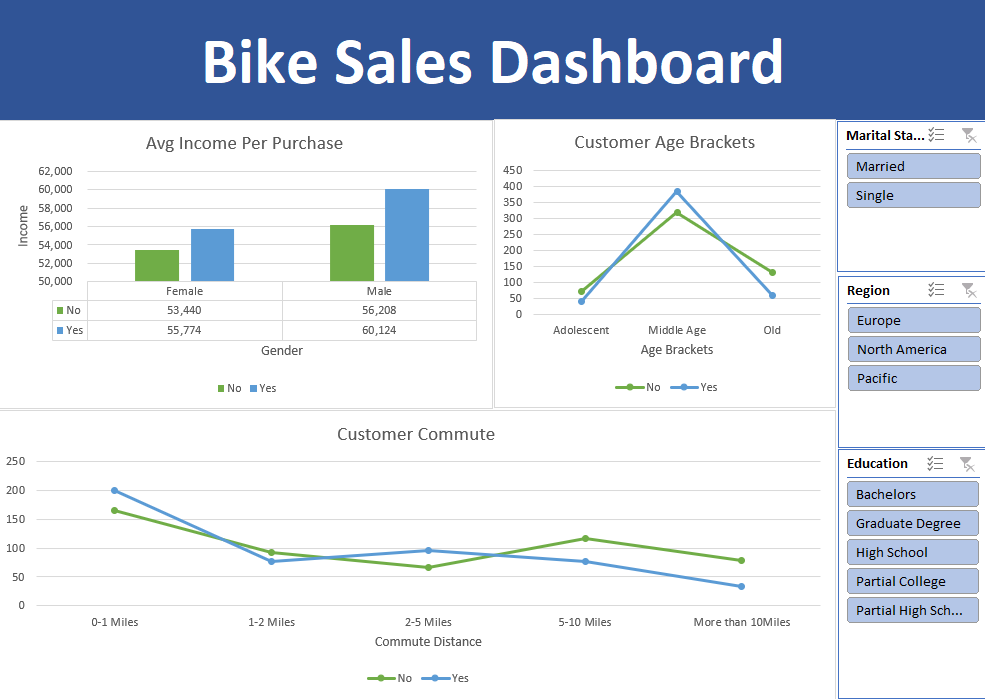 Bike Sales Dashboard
Avg Income Per Purchase
62,000
60,000
58,000
56,000
54,000
52,000
50,000
Income
Female Male
No 53,440 56,208
Yes 55,774 60,124
Gender
No Yes
Customer Age Brackets
450
400
350
300
250
200
150
100
50
0
Adolescent Middle Age Old
Age Brackets
No Yes
Customer Commute
250
200
150
100
50
0
0-1 Miles 1-2 Miles 2-5 Miles 5-10 Miles More than 10Miles
Commute Distance
No Yes
Marital Sta...
Married
Single
Region
Europe
North America
Pacific
Education
Bachelors
Graduate Degree
High School
Partial College
Partial High Sch...